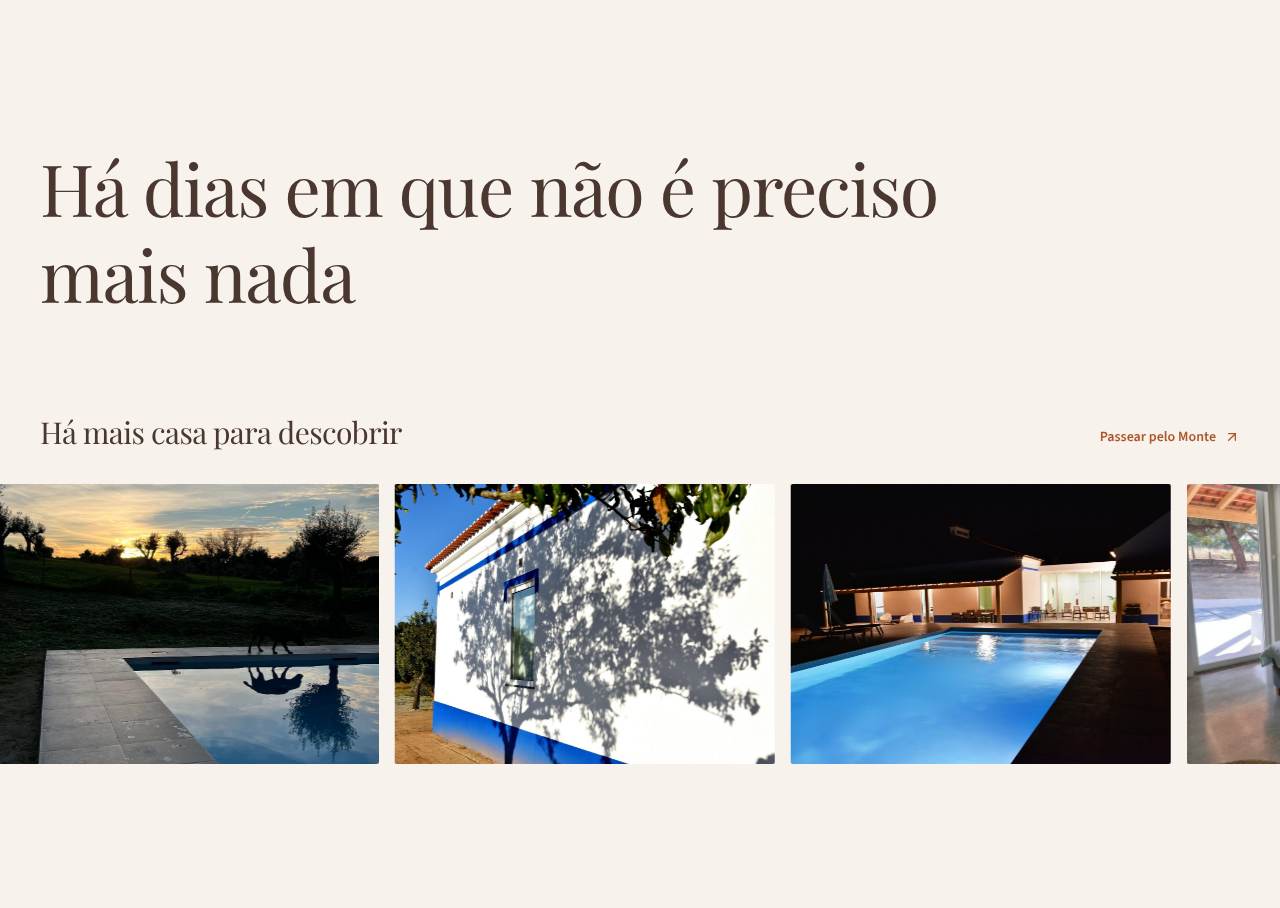 Há dias em que não é preciso
mais nada
Há mais casa para descobrir
Passear pelo Monte